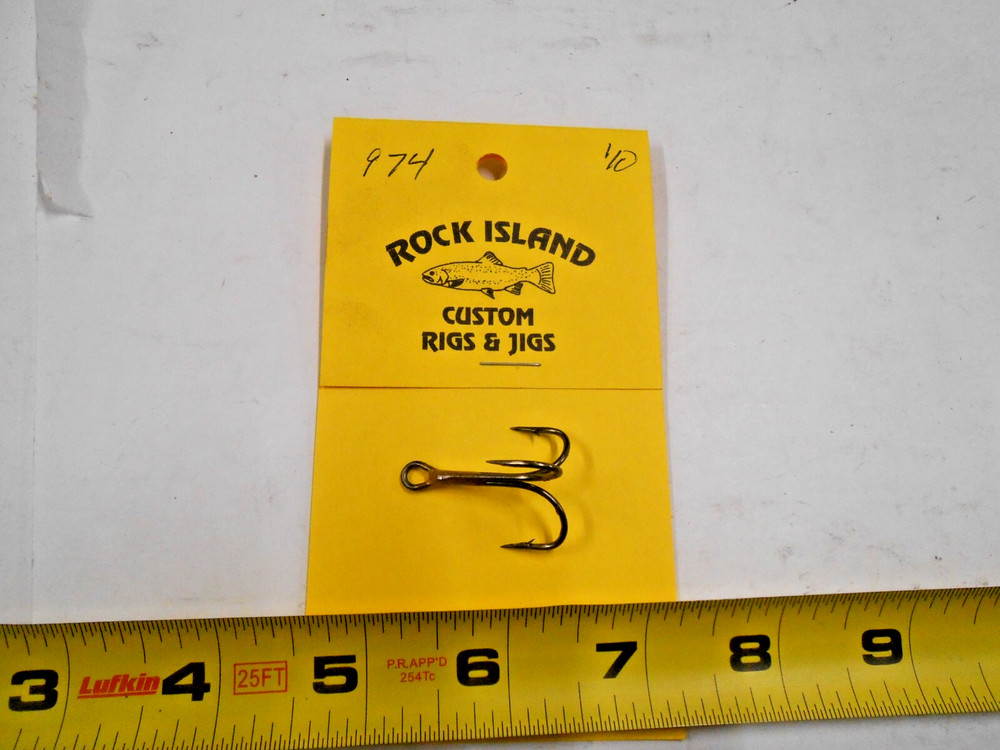 974 1/0
ROCK ISLAND
CUSTOM
RIGS & JIGS
3 Lufkin 4 25FT 5 P.R.APP'D 6 7 8 9
254Tc